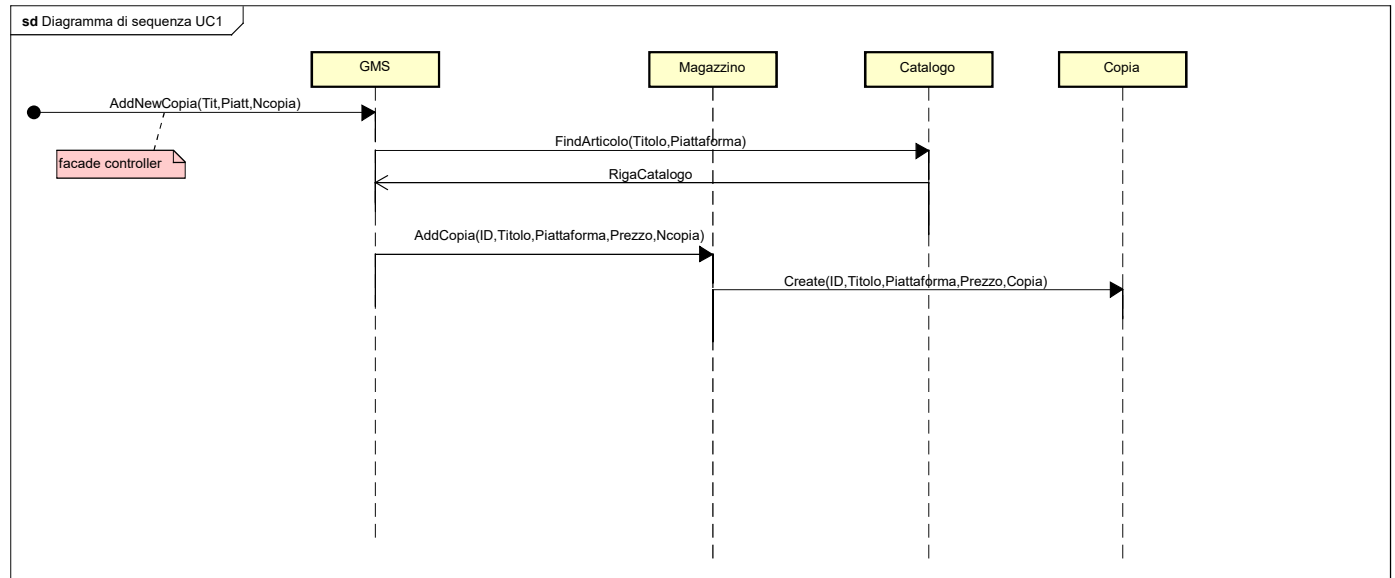 sd Diagramma di sequenza UC1
GMS
Magazzino
Catalogo
Copia
AddNewCopia(Tit,Piatt,Ncopia)
facade controller
FindArticolo(Titolo,Piattaforma)
RigaCatalogo
AddCopia(ID,Titolo,Piattaforma,Prezzo,Ncopia)
Create(ID,Titolo,Piattaforma,Prezzo,Copia)